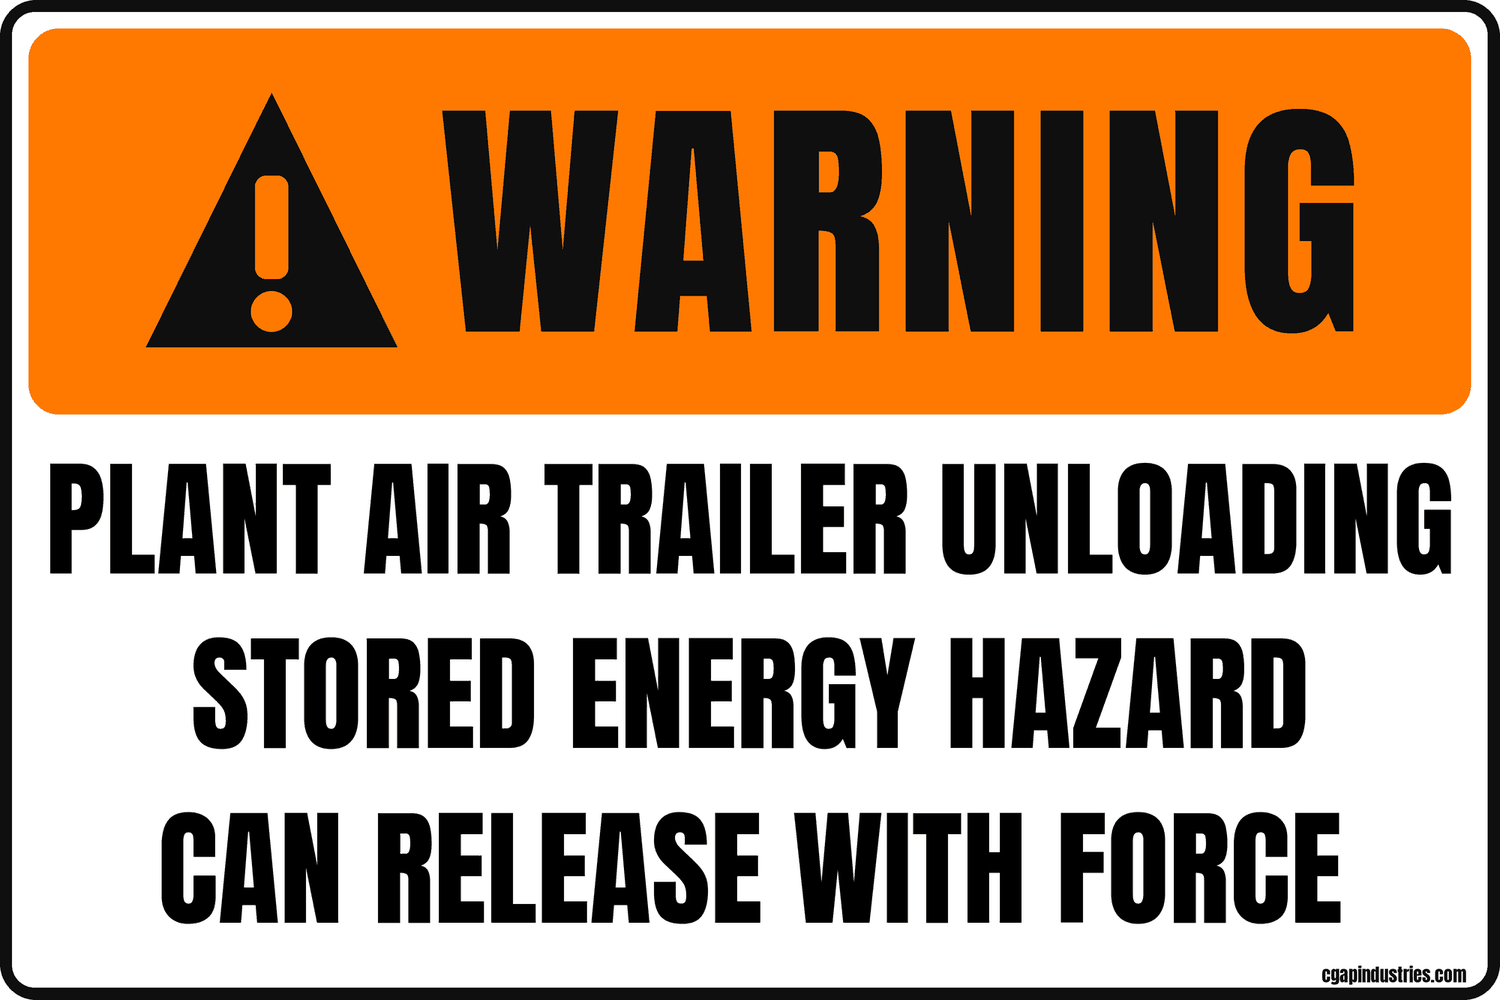 WARNING
PLANT AIR TRAILER UNLOADING
STORED ENERGY HAZARD
CAN RELEASE WITH FORCE
cgapindustries.com